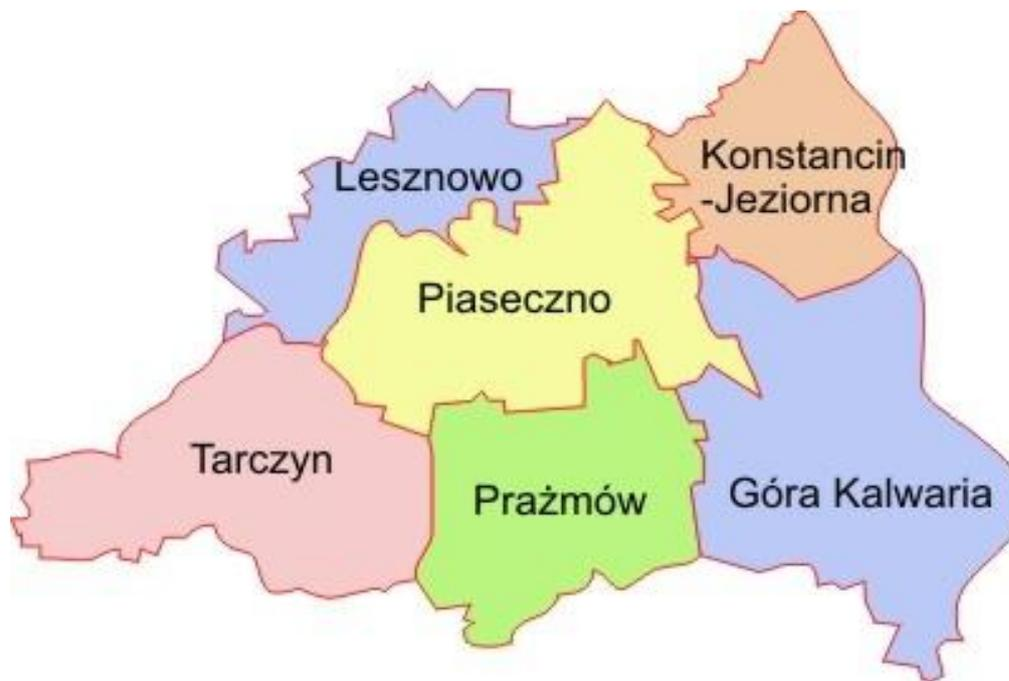 Lesznowo
Konstancin
-Jeziorna
Piaseczno
Tarczyn
Prażmów
Góra Kalwaria